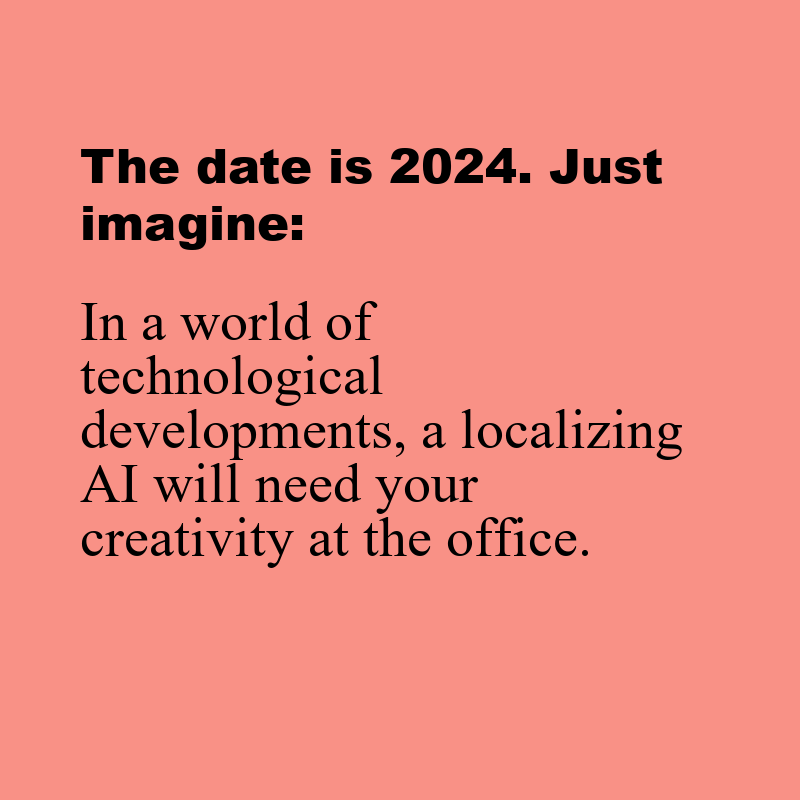 The date is 2024. Just
imagine:
In a world of
technological
developments, a localizing
AI will need your
creativity at the office.